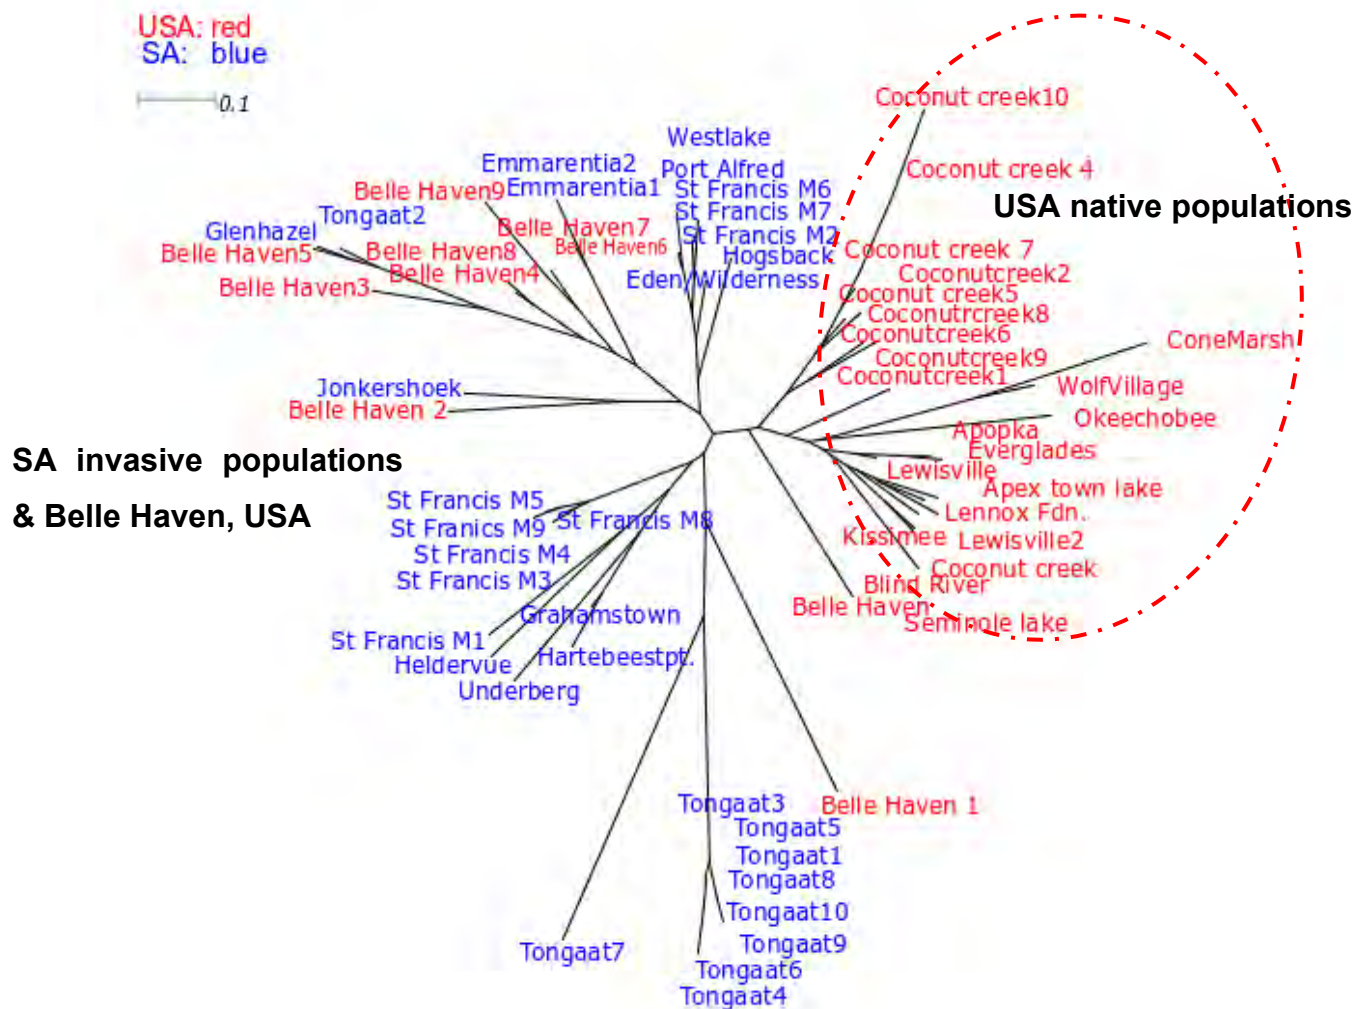 USA: red
SA: blue
0.1
Coconut creek10
Westlake
Emmarentia2
Port Alfred
Coconut creek 4
Belle Haven9
Emmarentia1
St Francis M6
USA native populations
Tongaat2
St Francis M7
Glenhazel
Belle Haven7
St Francis M2
Belle Haven5
Belle Haven8
Belle Haven6
Hogsback
Coconut creek 7
Belle Haven4
Eden/Wilderness
Coconutcreek2
Belle Haven3
Coconut creek5
Coconutrcreek8
Coconutcreek6
ConeMarsh
Coconutcreek9
Coconutcreek1
WolfVillage
Jonkershoek
Belle Haven 2
Okeechobee
Apopka
Everglades
SA invasive populations
Lewisville
Apex town lake
& Belle Haven, USA
St Francis M5
Lennox Fdn.
St Franics M9
St Francis M8
Kissimee
Lewisville2
St Francis M4
Coconut creek
St Francis M3
Blind River
Belle Haven
Grahamstown
Seminole lake
St Francis M1
Heldervue
Hartebeestpt.
Underberg
Tongaat3
Belle Haven 1
Tongaat5
Tongaat1
Tongaat8
Tongaat10
Tongaat9
Tongaat7
Tongaat6
Tongaat4